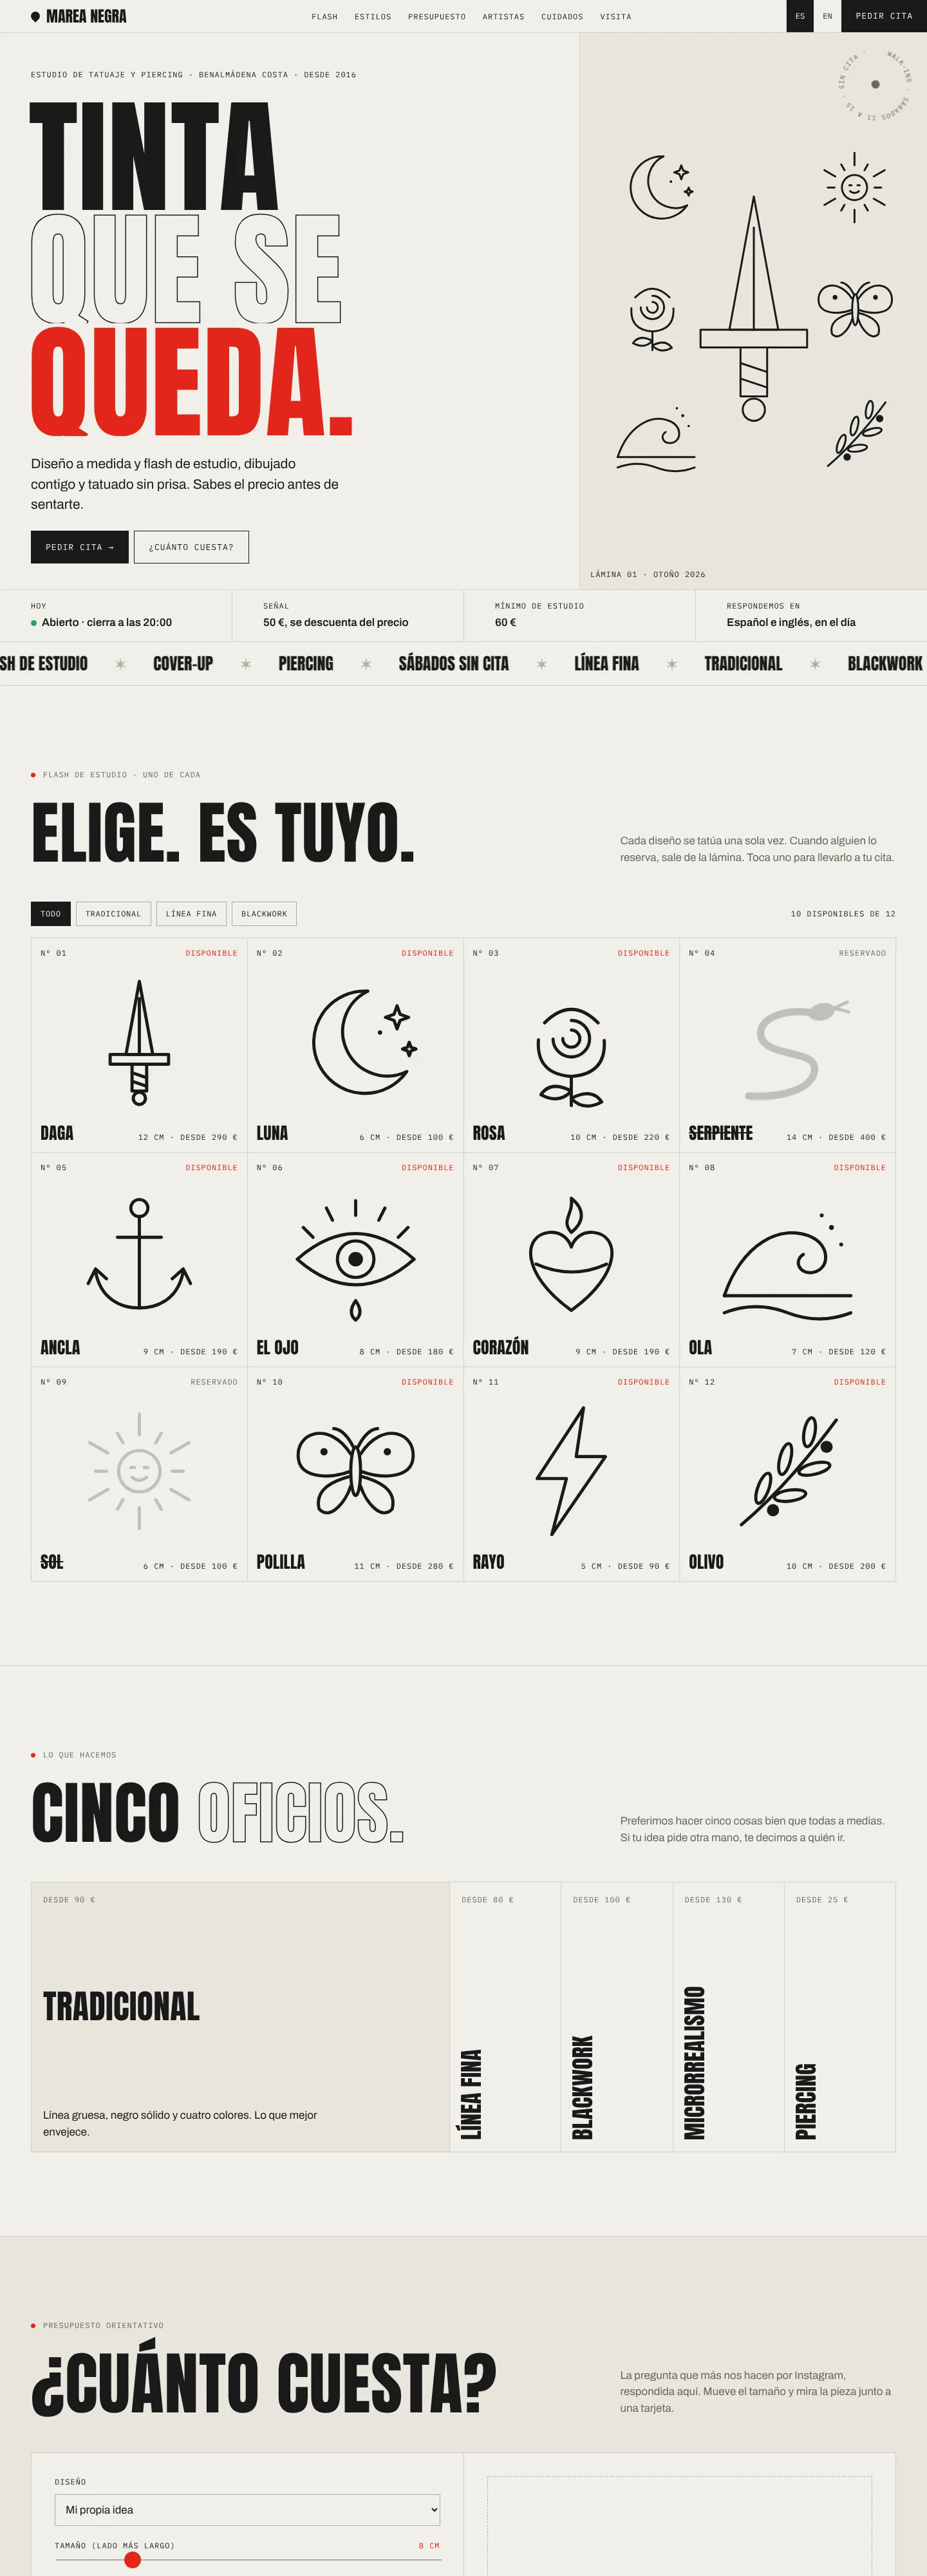 MAREA NEGRA
FLASH ESTILOS PRESUPUESTO ARTISTAS CUIDADOS VISITA
ES EN PEDIR CITA
ESTUDIO DE TATUAJE Y PIERCING · BENALMÁDENA COSTA · DESDE 2016
TINTA
QUE SE
QUEDA.
Diseño a medida y flash de estudio, dibujado
contigo y tatuado sin prisa. Sabes el precio antes de
sentarte.
PEDIR CITA →
¿CUÁNTO CUESTA?
WALK-INS · SÁBADOS 11 A 15 · SIN CITA ·
LÁMINA 01 · OTOÑO 2026
HOY
Abierto · cierra a las 20:00
SEÑAL
50 €, se descuenta del precio
MÍNIMO DE ESTUDIO
60 €
RESPONDEMOS EN
Español e inglés, en el día
SH DE ESTUDIO ✶ COVER-UP ✶ PIERCING ✶ SÁBADOS SIN CITA ✶ LÍNEA FINA ✶ TRADICIONAL ✶ BLACKWORK
FLASH DE ESTUDIO · UNO DE CADA
ELIGE. ES TUYO.
Cada diseño se tatúa una sola vez. Cuando alguien lo
reserva, sale de la lámina. Toca uno para llevarlo a tu cita.
TODO TRADICIONAL LÍNEA FINA BLACKWORK
10 DISPONIBLES DE 12
Nº 01 DISPONIBLE
DAGA 12 CM · DESDE 290 €
Nº 02 DISPONIBLE
LUNA 6 CM · DESDE 100 €
Nº 03 DISPONIBLE
ROSA 10 CM · DESDE 220 €
Nº 04 RESERVADO
SERPIENTE 14 CM · DESDE 400 €
Nº 05 DISPONIBLE
ANCLA 9 CM · DESDE 190 €
Nº 06 DISPONIBLE
EL OJO 8 CM · DESDE 180 €
Nº 07 DISPONIBLE
CORAZÓN 9 CM · DESDE 190 €
Nº 08 DISPONIBLE
OLA 7 CM · DESDE 120 €
Nº 09 RESERVADO
SOL 6 CM · DESDE 100 €
Nº 10 DISPONIBLE
POLILLA 11 CM · DESDE 280 €
Nº 11 DISPONIBLE
RAYO 5 CM · DESDE 90 €
Nº 12 DISPONIBLE
OLIVO 10 CM · DESDE 200 €
LO QUE HACEMOS
CINCO OFICIOS.
Preferimos hacer cinco cosas bien que todas a medias.
Si tu idea pide otra mano, te decimos a quién ir.
DESDE 90 €
TRADICIONAL
Línea gruesa, negro sólido y cuatro colores. Lo que mejor
envejece.
DESDE 80 €
LÍNEA FINA
DESDE 100 €
BLACKWORK
DESDE 130 €
MICRORREALISMO
DESDE 25 €
PIERCING
PRESUPUESTO ORIENTATIVO
¿CUÁNTO CUESTA?
La pregunta que más nos hacen por Instagram,
respondida aquí. Mueve el tamaño y mira la pieza junto a
una tarjeta.
DISEÑO
Mi propia idea
TAMAÑO (LADO MÁS LARGO) 8 CM